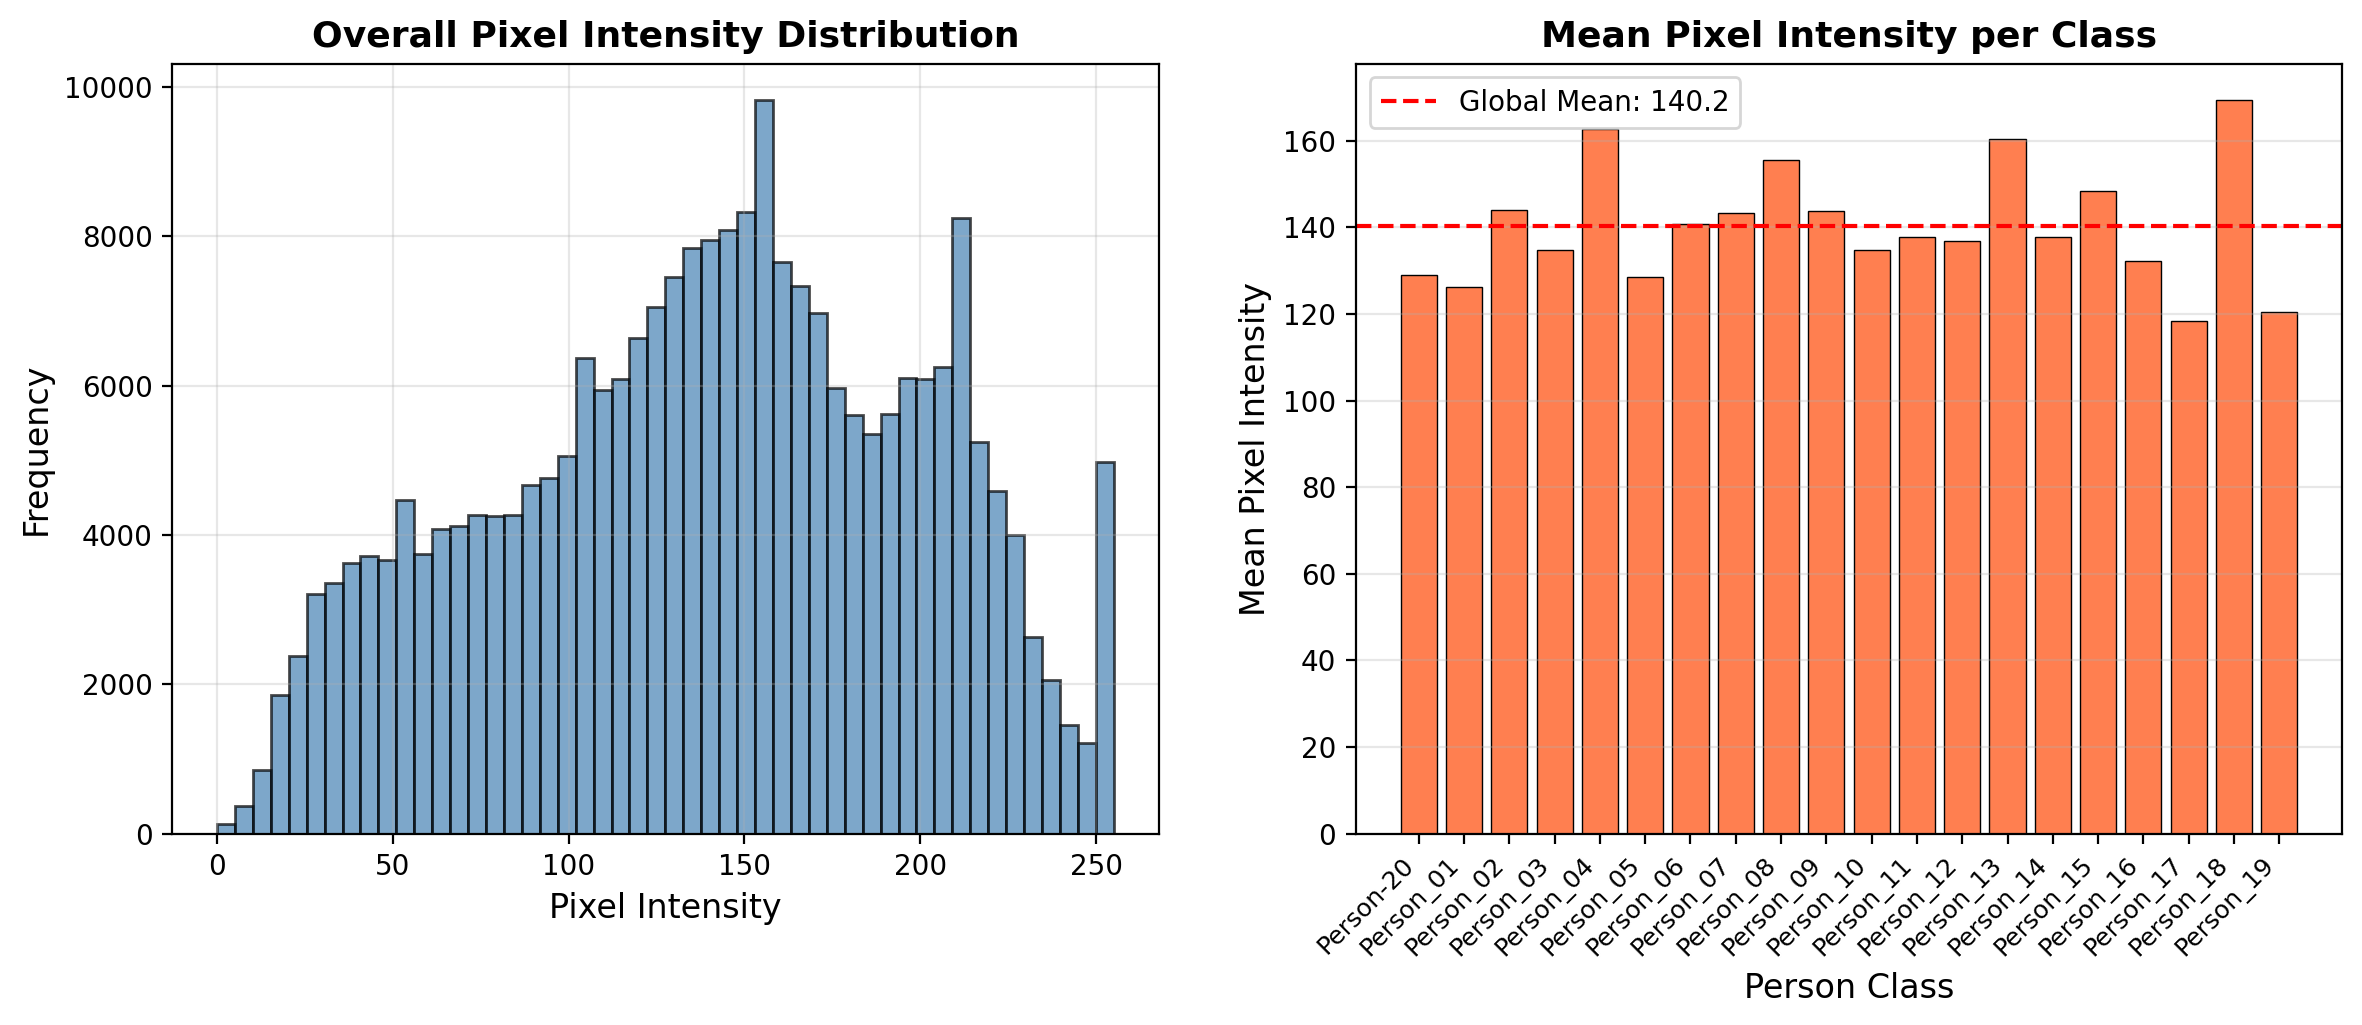 Overall Pixel Intensity Distribution
10000
8000
6000
4000
2000
0
Frequency
0 50 100 150 200 250
Pixel Intensity
Mean Pixel Intensity per Class
Global Mean: 140.2
160
140
120
100
80
60
40
20
0
Mean Pixel Intensity
Person-20
Person_01
Person_02
Person_03
Person_04
Person_05
Person_06
Person_07
Person_08
Person_09
Person_10
Person_11
Person_12
Person_13
Person_14
Person_15
Person_16
Person_17
Person_18
Person_19
Person Class